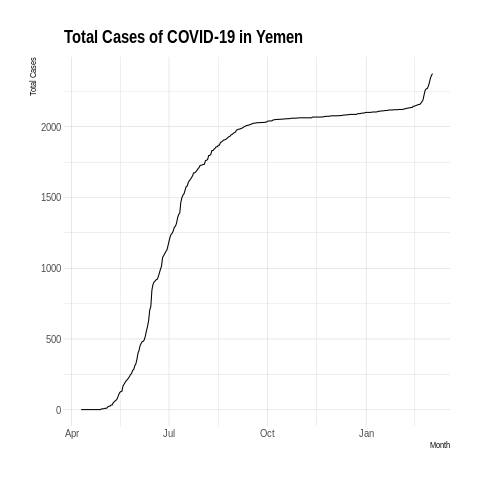 Total Cases of COVID-19 in Yemen
Total Cases
2000
1500
1000
500
0
Apr Jul Oct Jan
Month